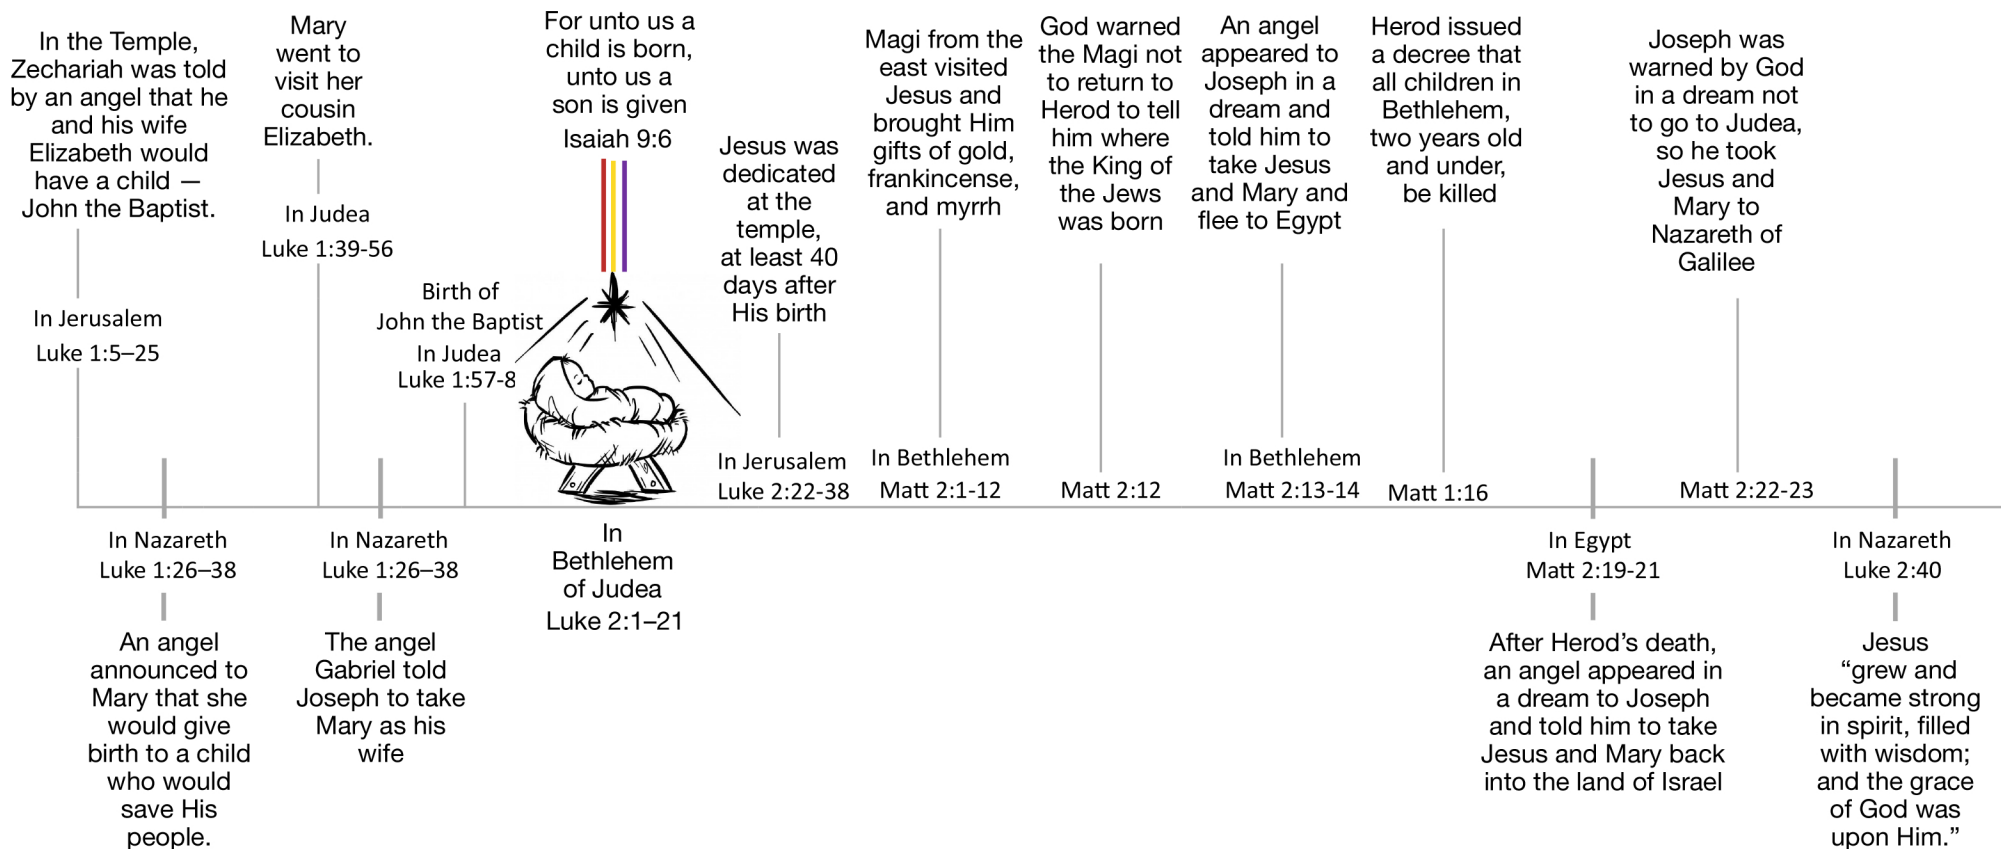 In the Temple,
Zechariah was told
by an angel that he
and his wife
Elizabeth would
have a child —
John the Baptist.
In Jerusalem
Luke 1:5–25
In Nazareth
Luke 1:26–38
An angel
announced to
Mary that she
would give
birth to a child
who would
save His
people.
Mary
went to
visit her
cousin
Elizabeth.
In Judea
Luke 1:39-56
In Nazareth
Luke 1:26–38
The angel
Gabriel told
Joseph to take
Mary as his
wife
Birth of
John the Baptist
In Judea
Luke 1:57-8
For unto us a
child is born,
unto us a
son is given
Isaiah 9:6
In
Bethlehem
of Judea
Luke 2:1–21
Jesus was
dedicated
at the
temple,
at least 40
days after
His birth
In Jerusalem
Luke 2:22-38
Magi from the
east visited
Jesus and
brought Him
gifts of gold,
frankincense,
and myrrh
In Bethlehem
Matt 2:1-12
God warned
the Magi not
to return to
Herod to tell
him where
the King of
the Jews
was born
Matt 2:12
An angel
appeared to
Joseph in a
dream and
told him to
take Jesus
and Mary and
flee to Egypt
In Bethlehem
Matt 2:13-14
Herod issued
a decree that
all children in
Bethlehem,
two years old
and under,
be killed
Matt 1:16
In Egypt
Matt 2:19-21
After Herod’s death,
an angel appeared in
a dream to Joseph
and told him to take
Jesus and Mary back
into the land of Israel
Joseph was
warned by God
in a dream not
to go to Judea,
so he took
Jesus and
Mary to
Nazareth of
Galilee
Matt 2:22-23
In Nazareth
Luke 2:40
Jesus
“grew and
became strong
in spirit, filled
with wisdom;
and the grace
of God was
upon Him.”